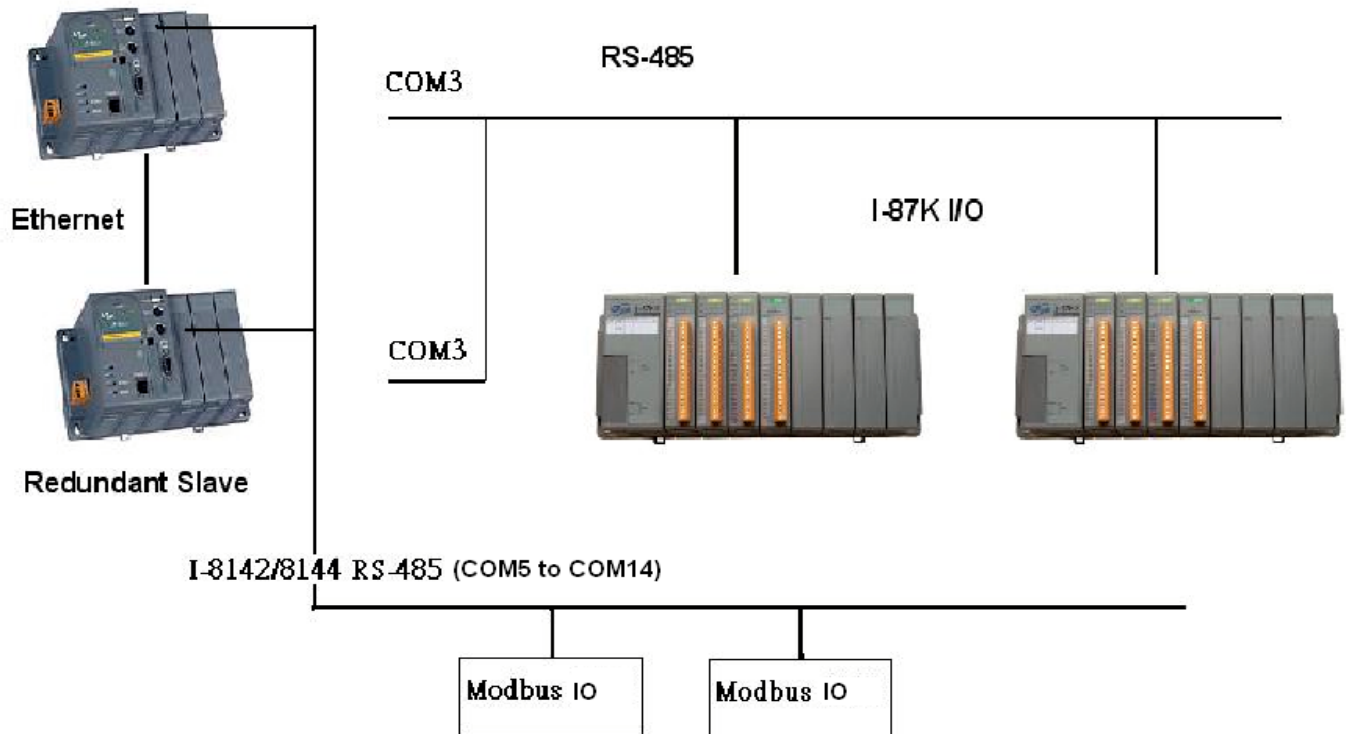 RS-485
COM3
Ethernet
I-87K I/O
COM3
Redundant Slave
I-8142/8144 RS-485 (COM5 to COM14)
Modbus IO
Modbus IO